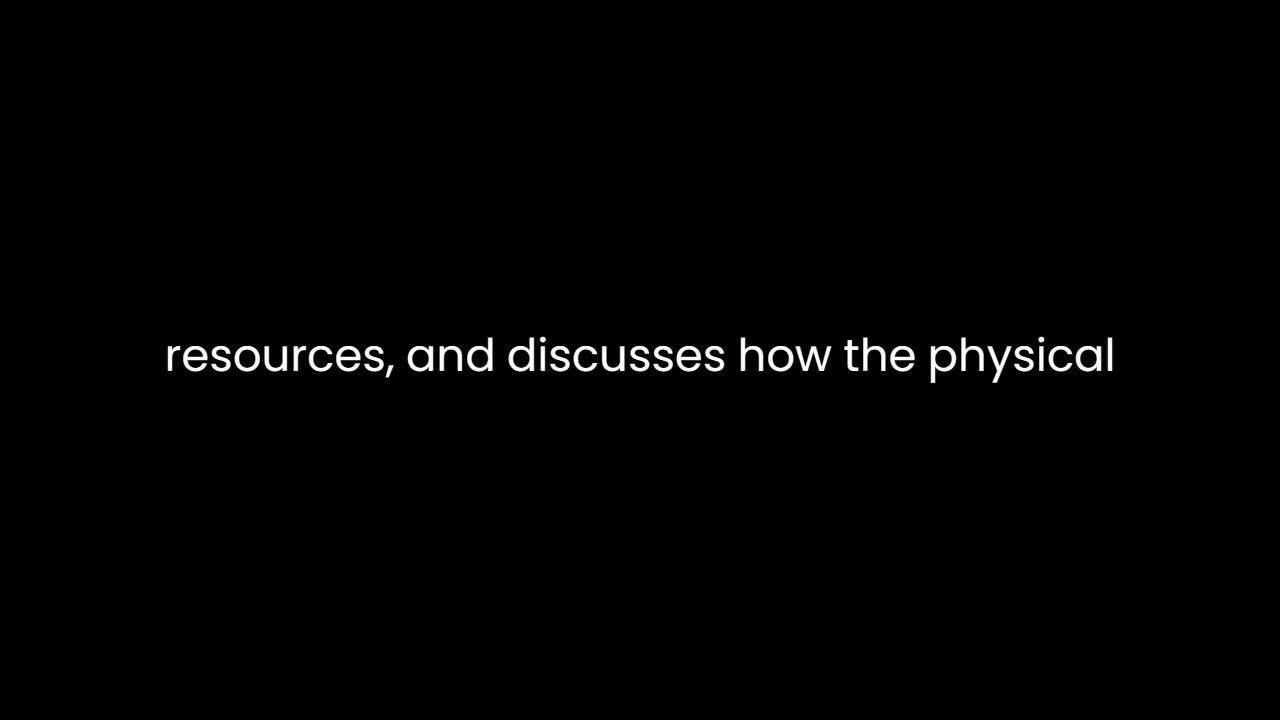 resources, and discusses how the physical